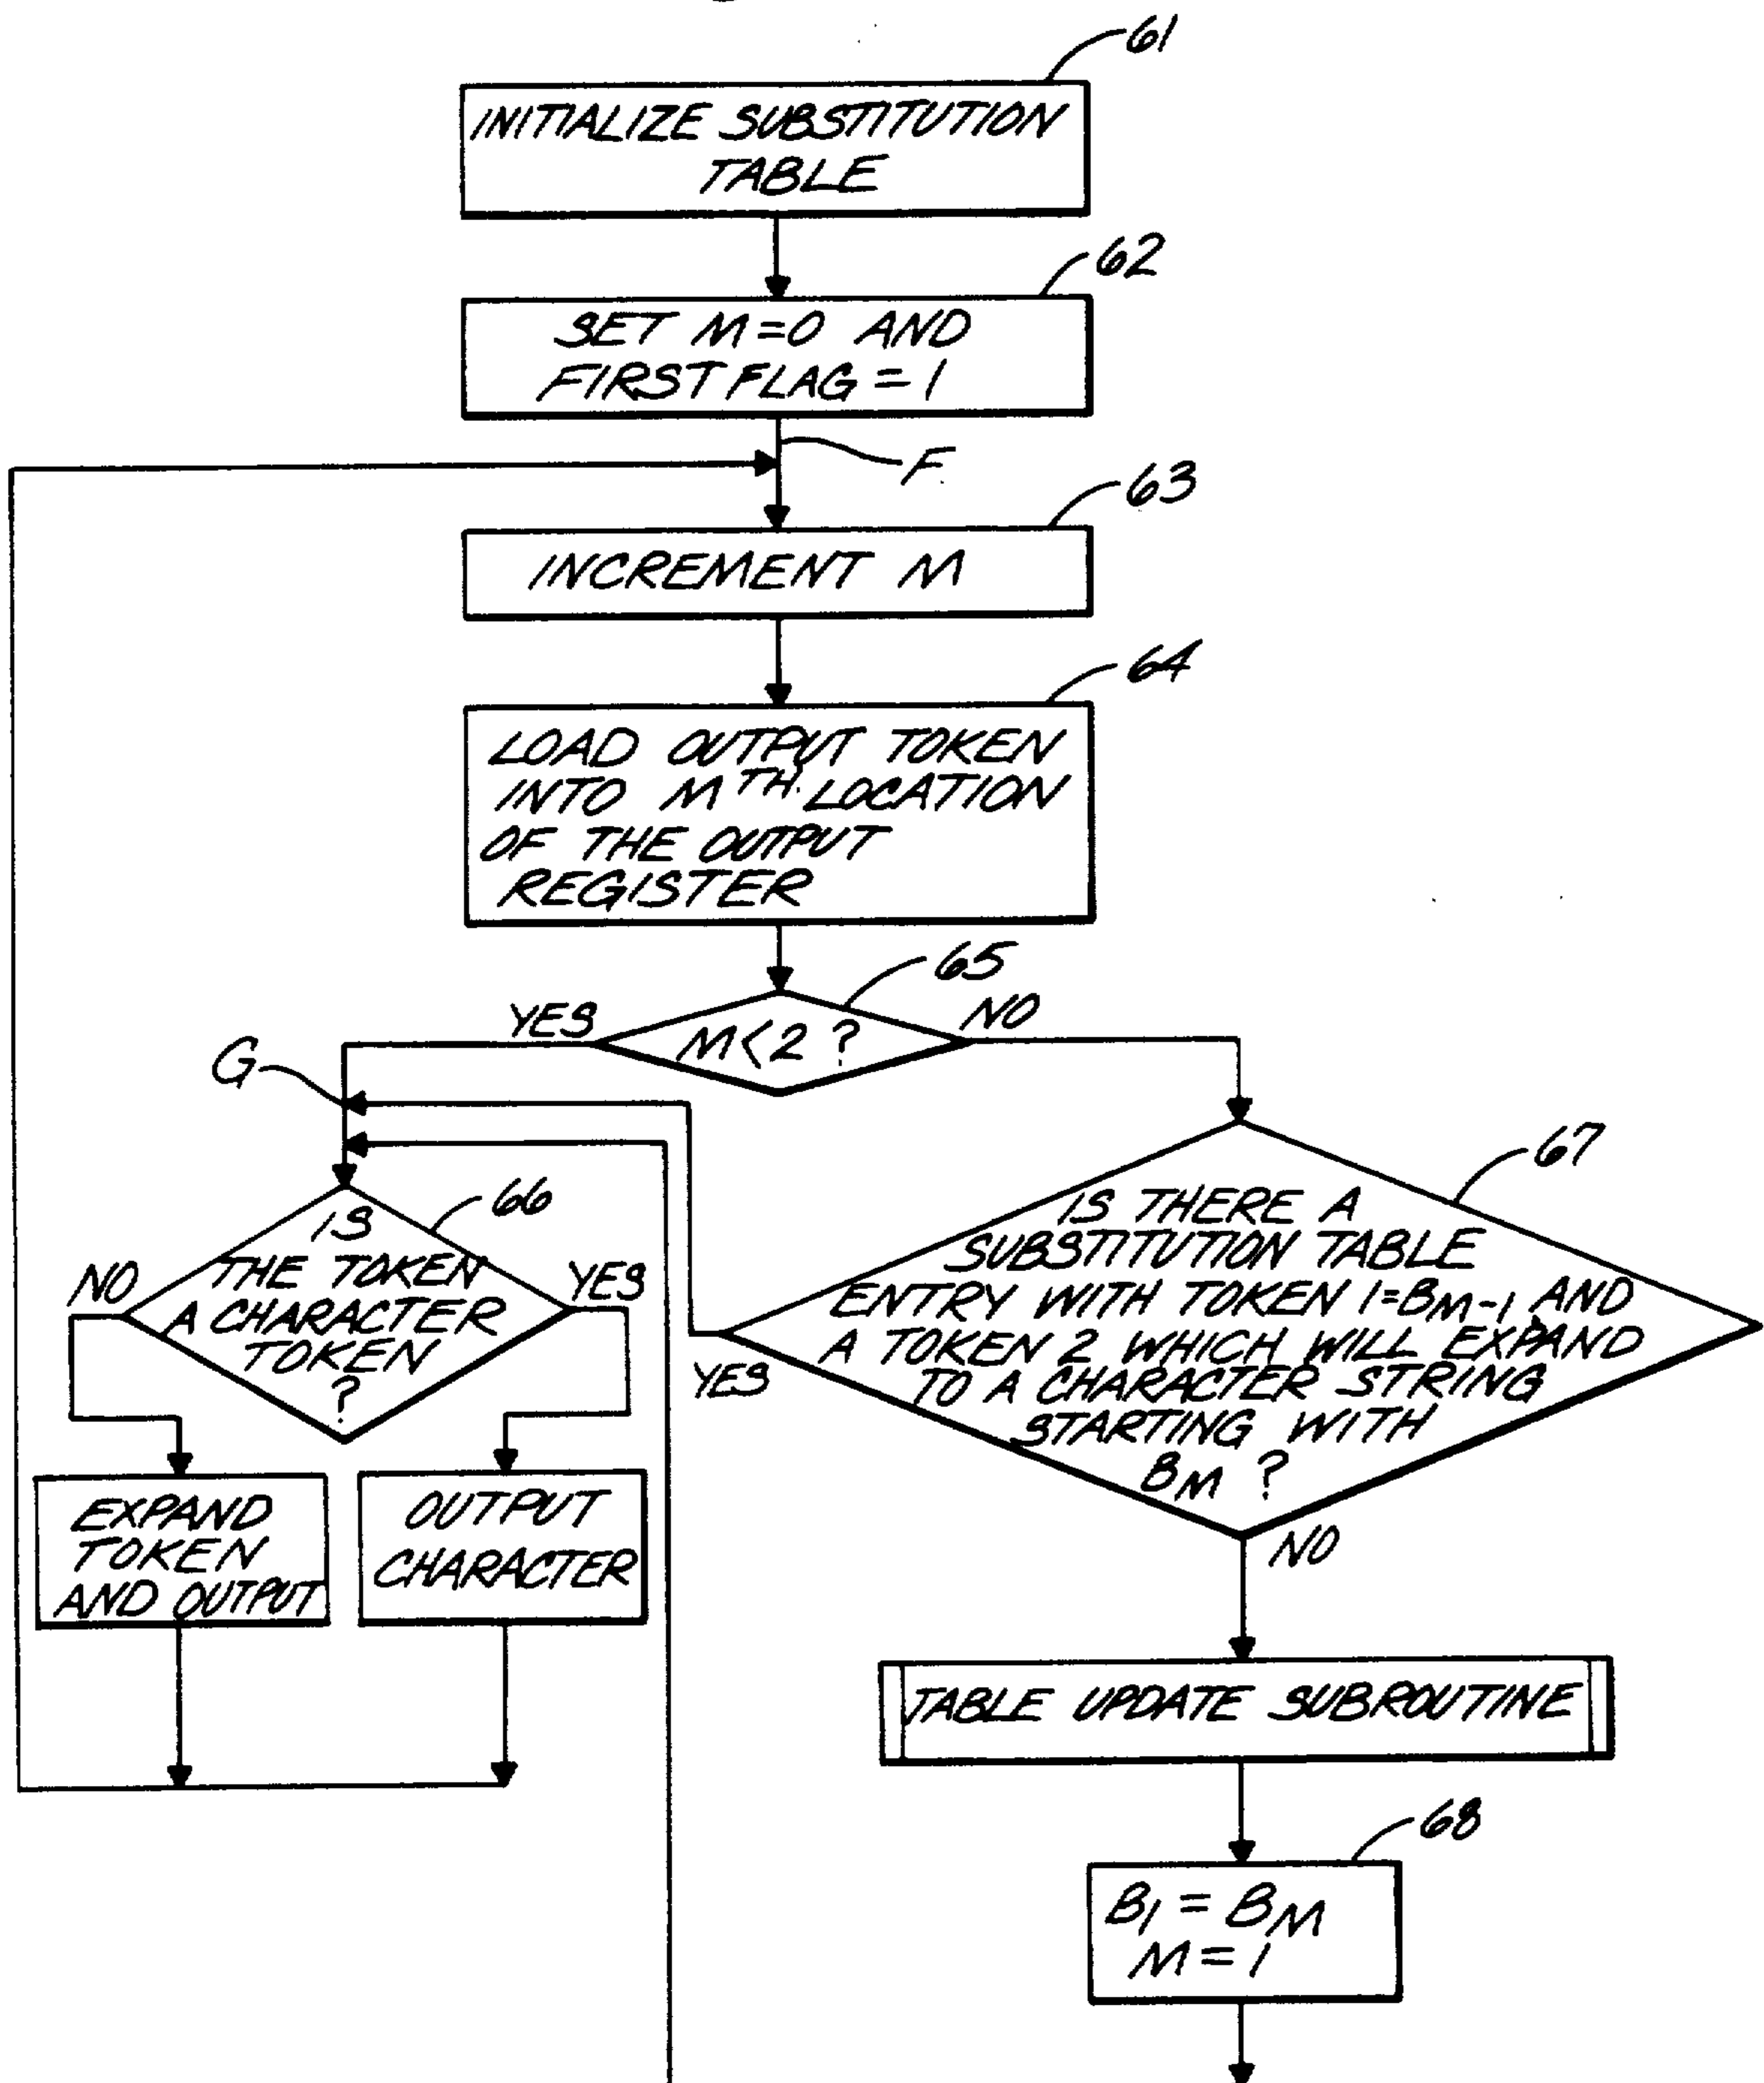 61
INITIALIZE SUBSTITUTION
TABLE
62
SET M=0 AND
FIRST FLAG = 1
F
63
INCREMENT M
64
LOAD OUTPUT TOKEN
INTO MTH. LOCATION
OF THE OUTPUT
REGISTER
65
YES
M<2 ?
NO
G
67
66
IS
THE TOKEN
A CHARACTER
TOKEN
?
NO
YES
IS THERE A
SUBSTITUTION TABLE
ENTRY WITH TOKEN 1=BM-1, AND
A TOKEN 2 WHICH WILL EXPAND
TO A CHARACTER STRING
STARTING WITH
BM ?
YES
NO
EXPAND
TOKEN
AND OUTPUT
OUTPUT
CHARACTER
TABLE UPDATE SUBROUTINE
68
B1 = BM
M = 1